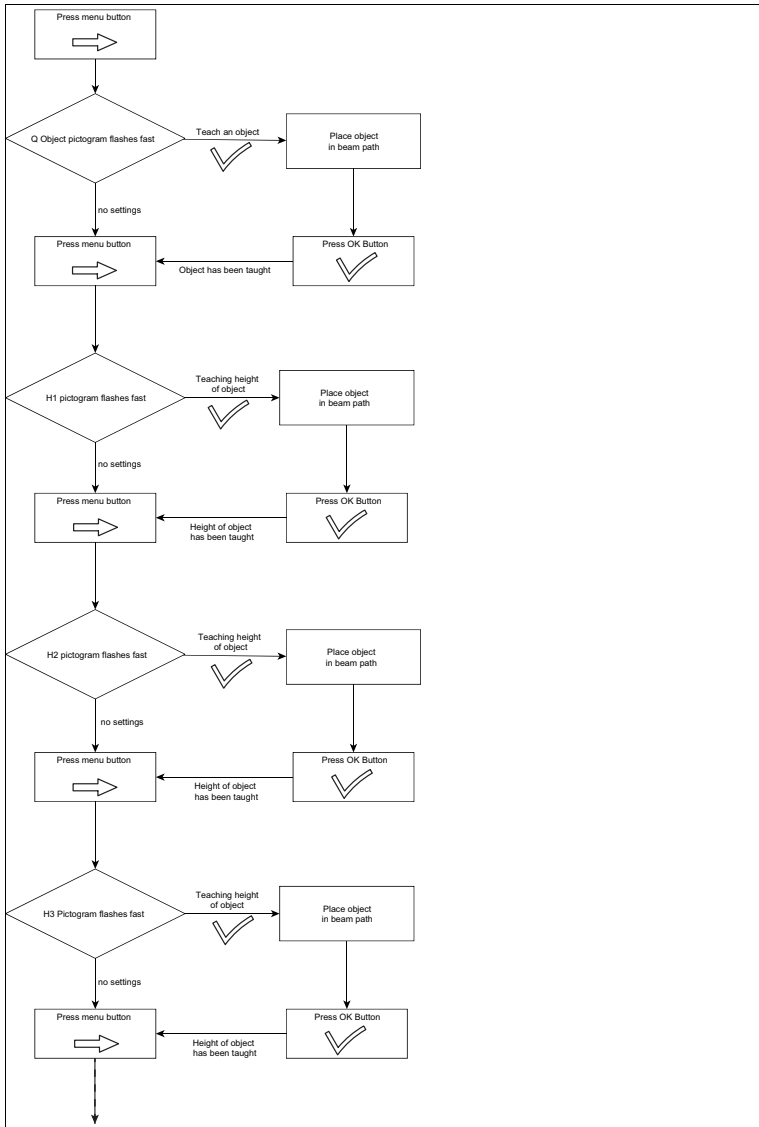 Press menu button
Q Object pictogram flashes fast
Teach an object
Place object
in beam path
no settings
Press menu button
Press OK Button
Object has been taught
H1 pictogram flashes fast
Teaching height
of object
Place object
in beam path
no settings
Press menu button
Press OK Button
Height of object
has been taught
H2 pictogram flashes fast
Teaching height
of object
Place object
in beam path
no settings
Press menu button
Press OK Button
Height of object
has been taught
H3 Pictogram flashes fast
Teaching height
of object
Place object
in beam path
no settings
Press menu button
Press OK Button
Height of object
has been taught